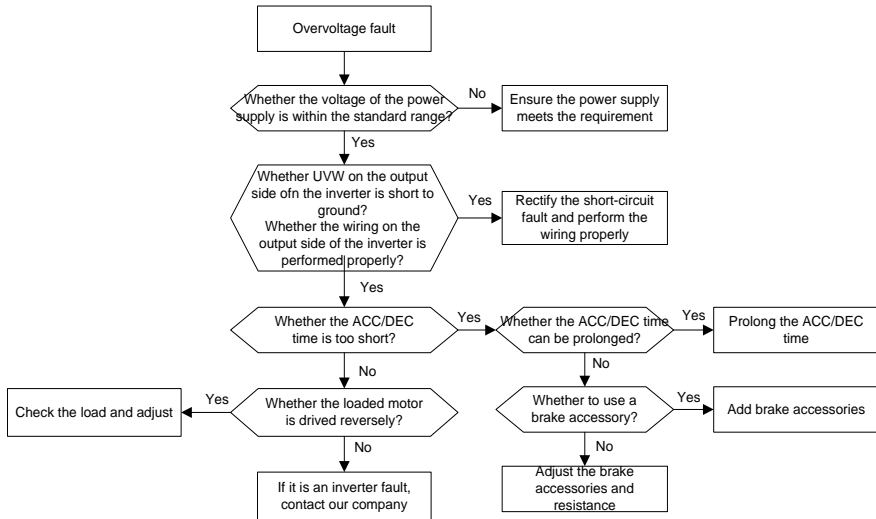 Overvoltage fault
Whether the voltage of the power
supply is within the standard range?
No
Ensure the power supply
meets the requirement
Yes
Whether UVW on the output
side ofn the inverter is short to
ground?
Whether the wiring on the
output side of the inverter is
performed properly?
Yes
Rectify the short-circuit
fault and perform the
wiring properly
Yes
Whether the ACC/DEC
time is too short?
Yes
Whether the ACC/DEC time
can be prolonged?
Yes
Prolong the ACC/DEC
time
No
No
Check the load and adjust
Yes
Whether the loaded motor
is drived reversely?
Whether to use a
brake accessory?
Yes
Add brake accessories
No
No
If it is an inverter fault,
contact our company
Adjust the brake
accessories and
resistance